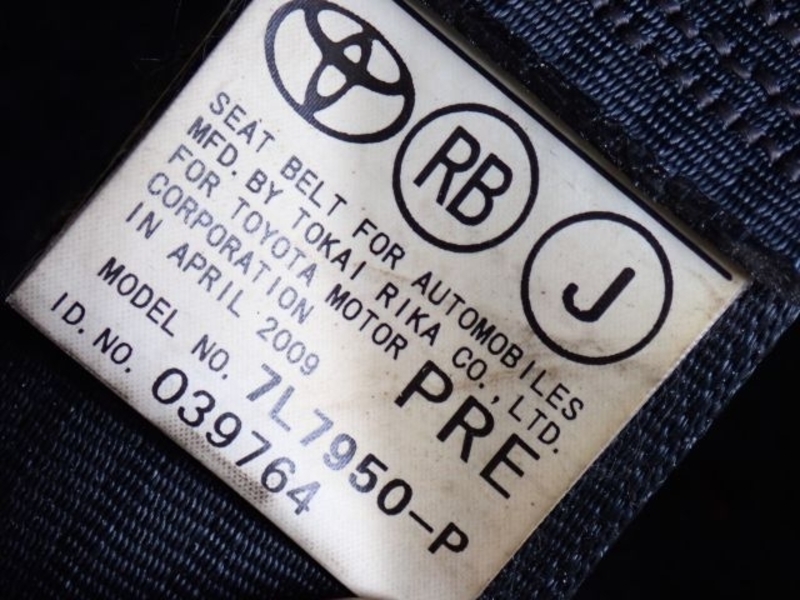 RB J
SEAT BELT FOR AUTOMOBILES
MFD. BY TOKAI RIKA CO., LTD.
FOR TOYOTA MOTOR
CORPORATION
IN APRIL 2009
PRE
MODEL NO. 7L7950-P
ID. NO. 039764